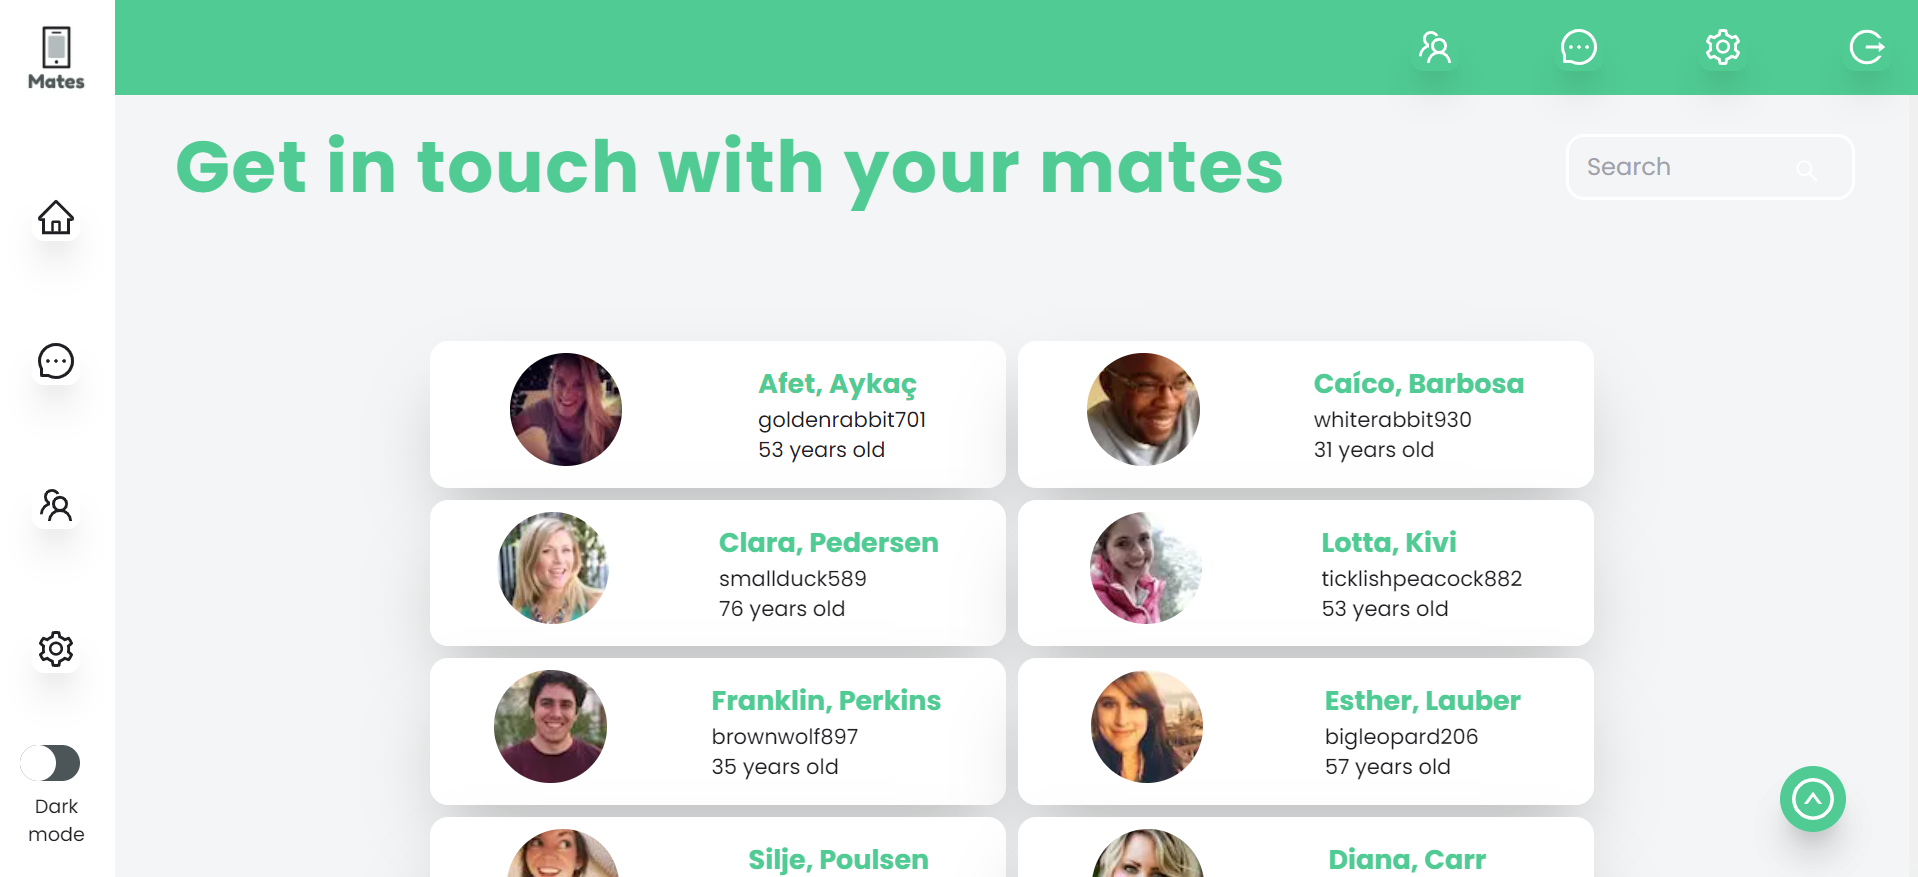 Mates
Get in touch with your mates
Search
Afet, Aykaç
goldenrabbit701
53 years old
Caíco, Barbosa
whiterabbit930
31 years old
Clara, Pedersen
smallduck589
76 years old
Lotta, Kivi
ticklishpeacock882
53 years old
Franklin, Perkins
brownwolf897
35 years old
Esther, Lauber
bigleopard206
57 years old
Silje, Poulsen
Diana, Carr
Dark
mode